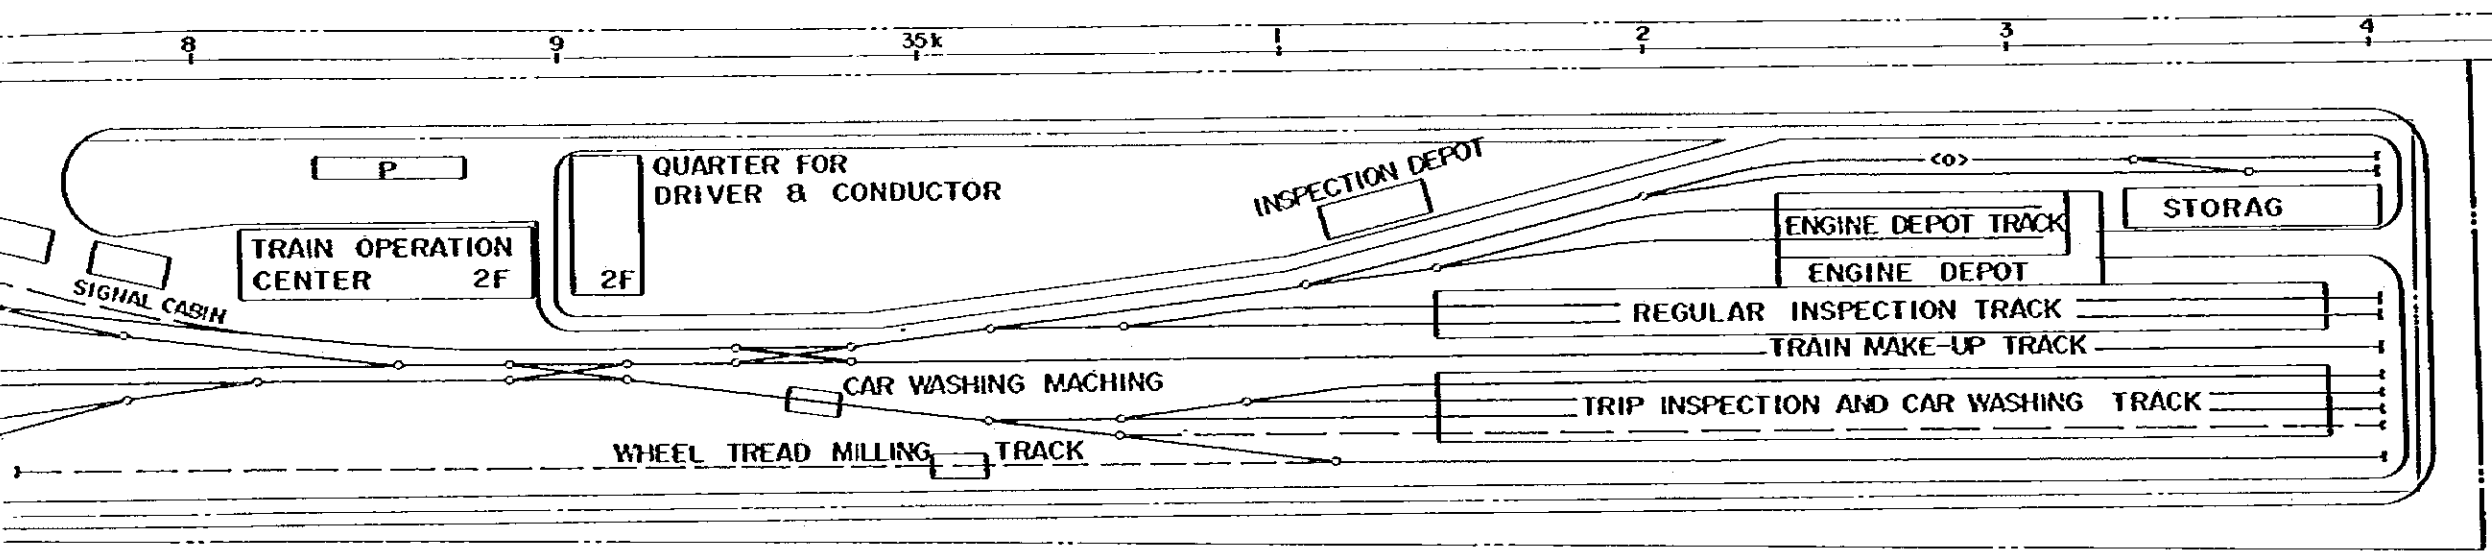 8
9
35k
1
2
3
4
P
QUARTER FOR
DRIVER & CONDUCTOR
2F
INSPECTION DEPOT
<O>
STORAG
ENGINE DEPOT TRACK
ENGINE DEPOT
TRAIN OPERATION
CENTER 2F
SIGNAL CABIN
REGULAR INSPECTION TRACK
TRAIN MAKE-UP TRACK
CAR WASHING MACHING
TRIP INSPECTION AND CAR WASHING TRACK
WHEEL TREAD MILLING TRACK